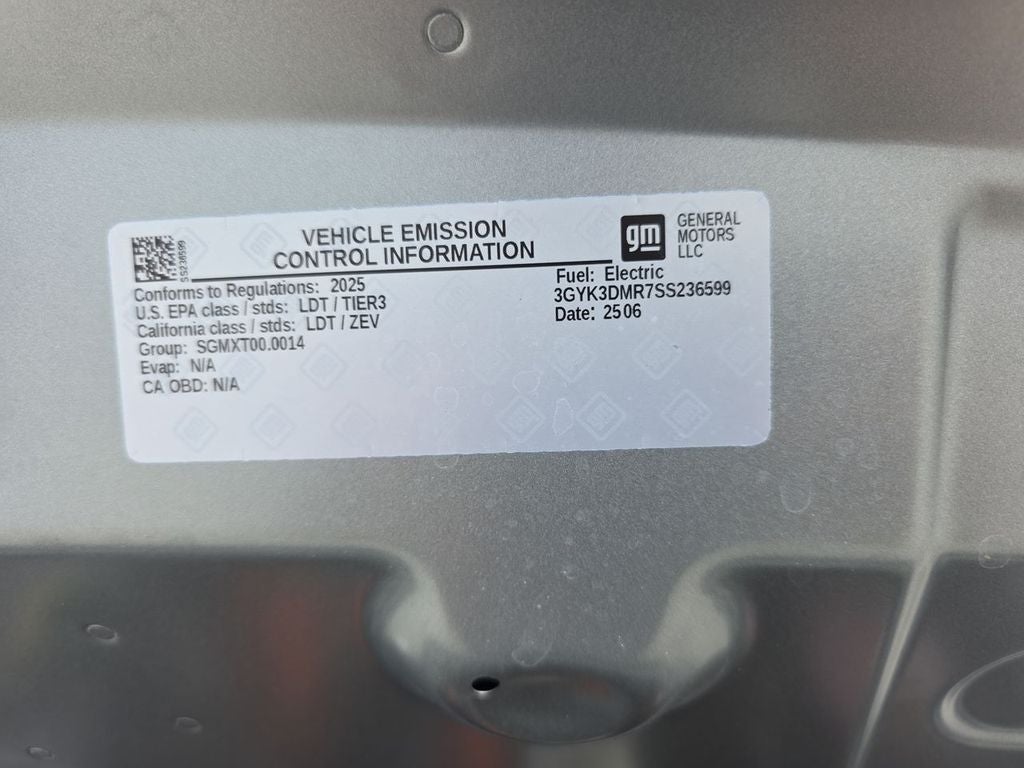 VEHICLE EMISSION
CONTROL INFORMATION
gm
GENERAL
MOTORS
LLC
SS236599
Conforms to Regulations: 2025
U.S. EPA class / stds: LDT / TIER3
California class / stds: LDT / ZEV
Group: SGMXT00.0014
Evap: N/A
CA OBD: N/A
Fuel: Electric
3GYK3DMR7SS236599
Date: 2506